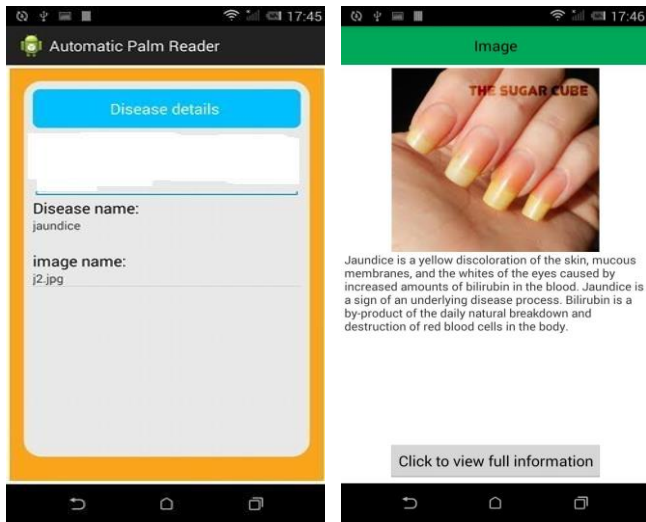 17:45
Automatic Palm Reader
Disease details
Disease name:
jaundice
image name:
j2.jpg
17:46
Image
THE SUGAR CUBE
Jaundice is a yellow discoloration of the skin, mucous
membranes, and the whites of the eyes caused by
increased amounts of bilirubin in the blood. Jaundice is
a sign of an underlying disease process. Bilirubin is a
by-product of the daily natural breakdown and
destruction of red blood cells in the body.
Click to view full information